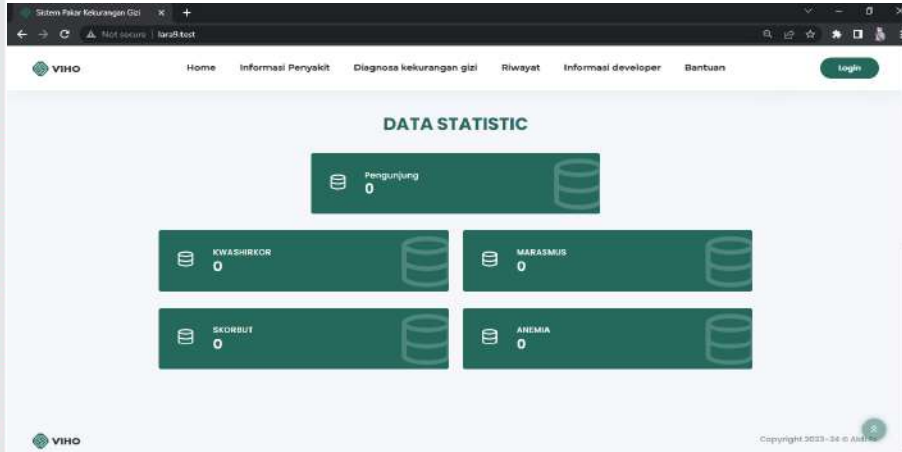 Sistem Pakar Kekurangan Gizi
Not secure | lara9.test
VIHO
Home Informasi Penyakit Diagnosa kekurangan gizi Riwayat Informasi developer Bantuan Login
DATA STATISTIC
Pengunjung
0
KWASHIRKOR
0
MARASMUS
0
SKORBUT
0
ANEMIA
0
VIHO
Copyright 2023-24 ©